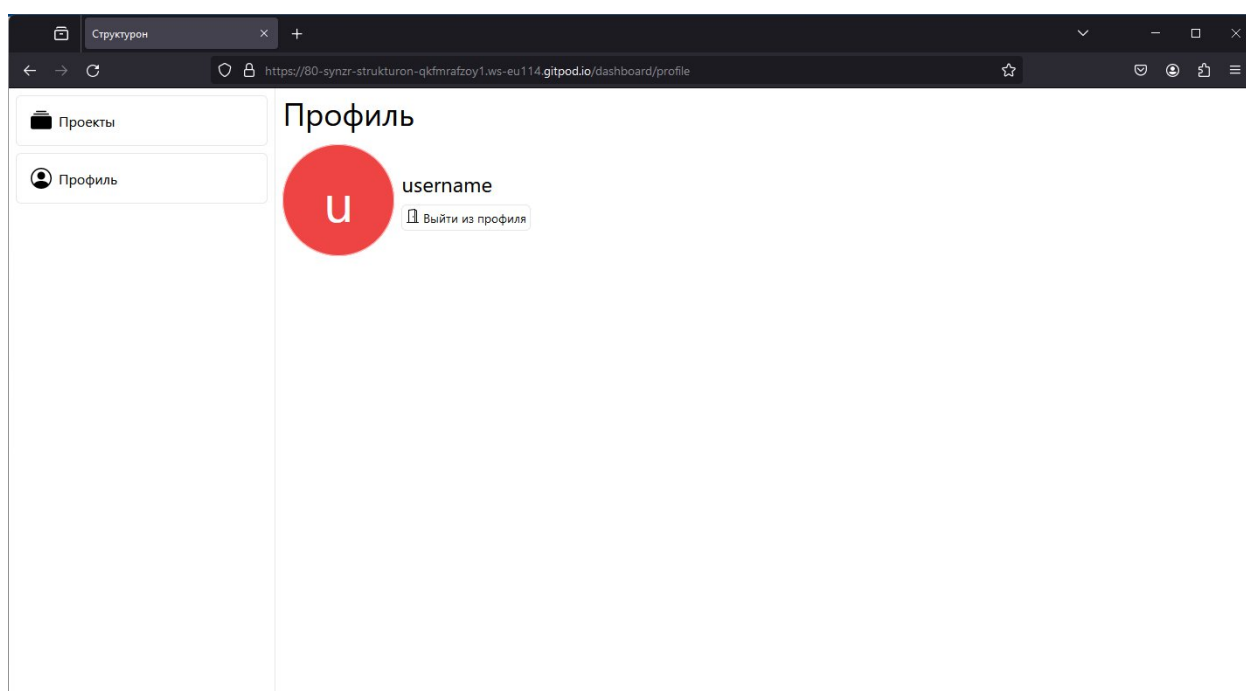 Структурон
https://80-synzr-strukturon-qkfmrafzoy1.ws-eu114.gitpod.io/dashboard/profile
Проекты
Профиль
Профиль
u
username
Выйти из профиля